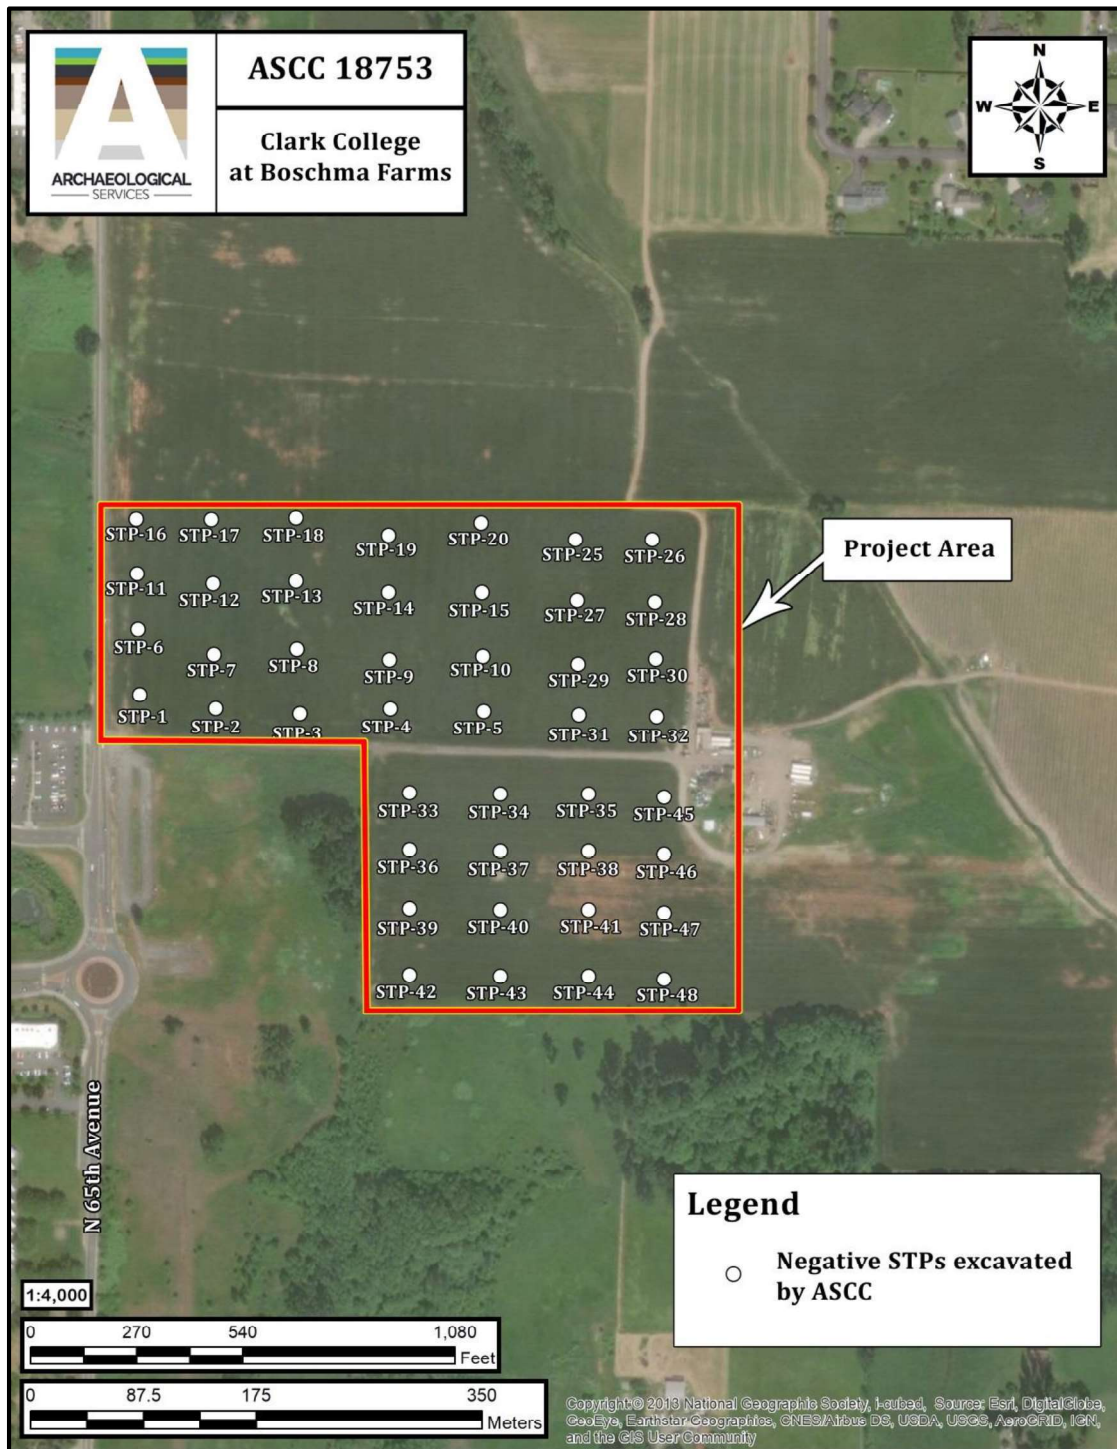 ASCC 18753
Clark College
at Boschma Farms
ARCHAEOLOGICAL
SERVICES
N
W E
S
STP-16 STP-17 STP-18 STP-19 STP-20 STP-25 STP-26
Project Area
STP-11 STP-12 STP-13 STP-14 STP-15 STP-27 STP-28
STP-6 STP-7 STP-8 STP-9 STP-10 STP-29 STP-30
STP-1 STP-2 STP-3 STP-4 STP-5 STP-31 STP-32
STP-33 STP-34 STP-35 STP-45
STP-36 STP-37 STP-38 STP-46
STP-39 STP-40 STP-41 STP-47
STP-42 STP-43 STP-44 STP-48
N 65th Avenue
Legend
Negative STPs excavated
by ASCC
1:4,000
0 270 540 1,080
Feet
0 87.5 175 350
Meters
Copyright:© 2013 National Geographic Society, i-cubed, Source: Esri, DigitalGlobe,
GeoEye, Earthstar Geographics, CNES/Airbus DS, USDA, USGS, AeroGRID, IGN,
and the GIS User Community